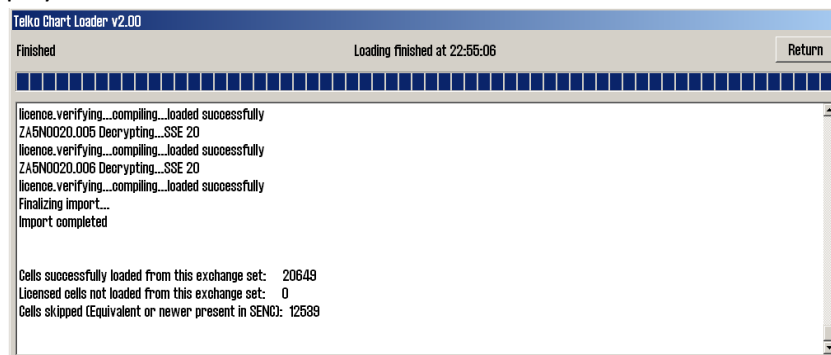 Telko Chart Loader v2.00
Finished Loading finished at 22:55:06 Return
licence.verifying...compiling...loaded successfully
ZA5N0020.005 Decrypting...SSE 20
licence.verifying...compiling...loaded successfully
ZA5N0020.006 Decrypting...SSE 20
licence.verifying...compiling...loaded successfully
Finalizing import...
Import completed
Cells successfully loaded from this exchange set: 20649
Licensed cells not loaded from this exchange set: 0
Cells skipped (Equivalent or newer present in SENC): 12539